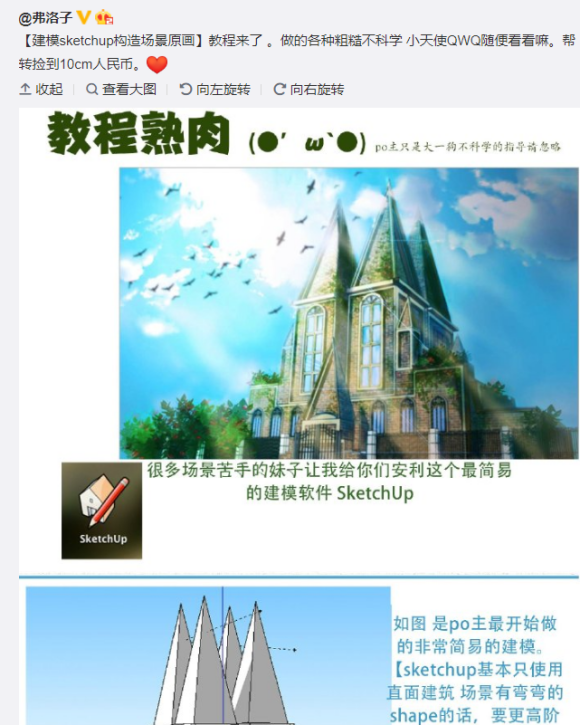 @弗洛子
【建模sketchup构造场景原画】教程来了 。做的各种粗糙不科学 小天使QWQ随便看看嘛。帮
转捡到10cm人民币。
收起 查看大图 向左旋转 向右旋转
教程熟肉 (●′ω`●) po主只是大一狗不科学的指导请忽略
很多场景苦手的妹子让我给你们安利这个最简易
的建模软件 SketchUp
SketchUp
如图 是po主最开始做
的非常简易的建模。
【sketchup基本只使用
直面建筑 场景有弯弯的
shape的话，要更高阶